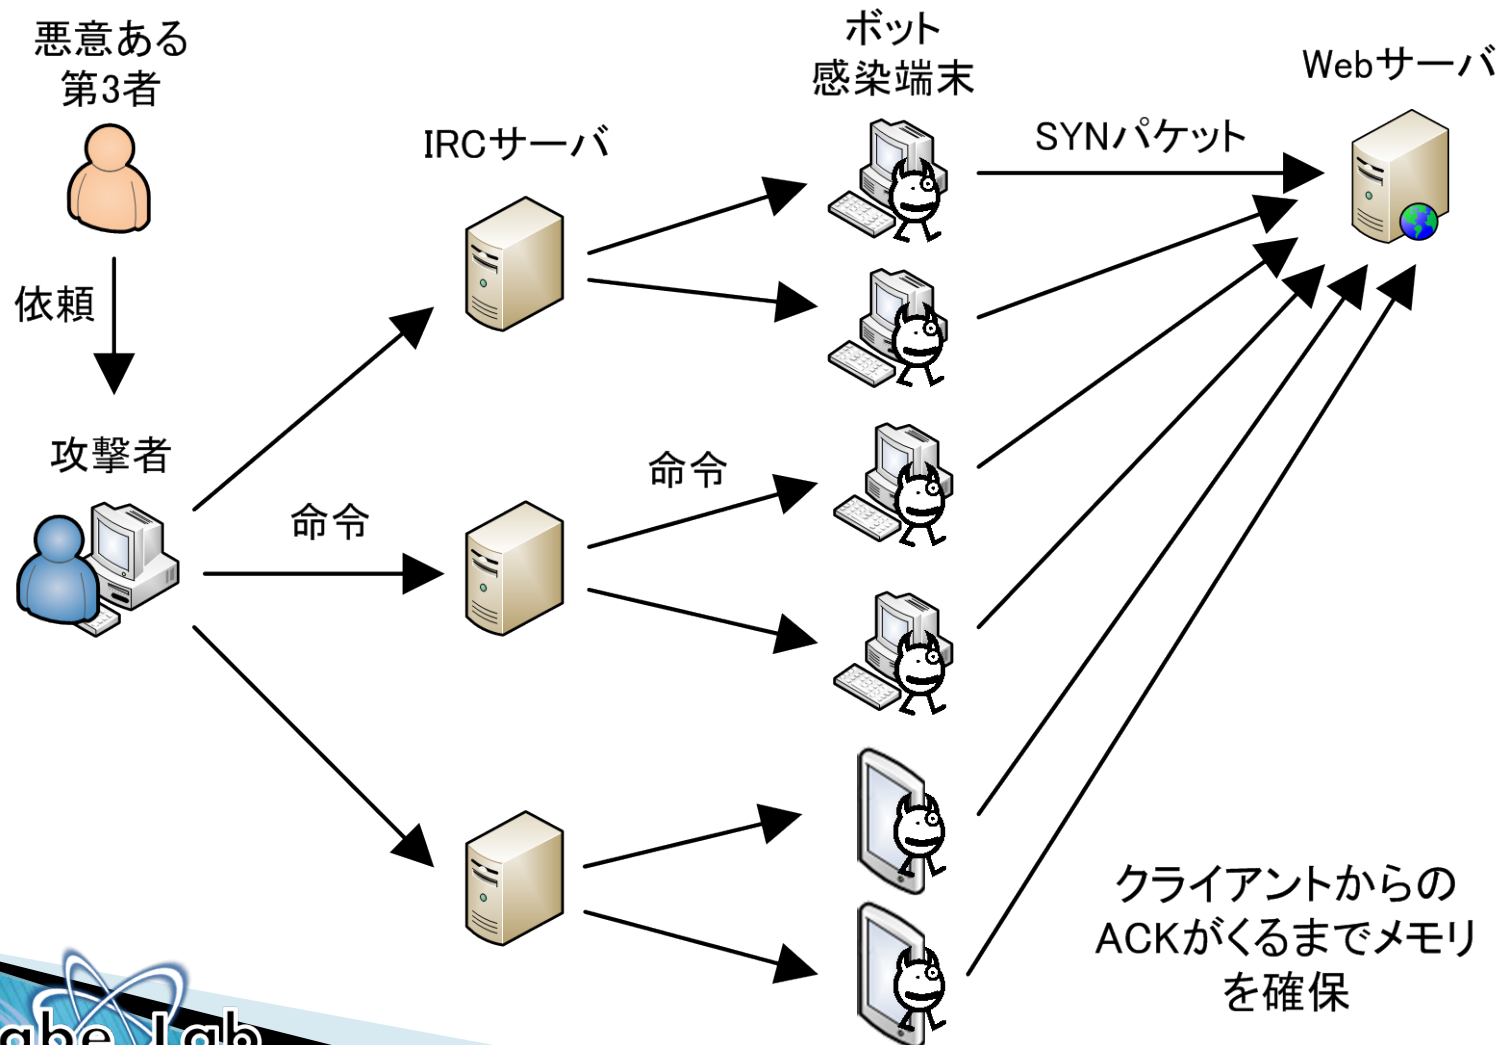 悪意ある
第3者
依頼
攻撃者
命令
IRCサーバ
命令
ボット
感染端末
SYNパケット
Webサーバ
クライアントからの
ACKがくるまでメモリ
を確保
Lab